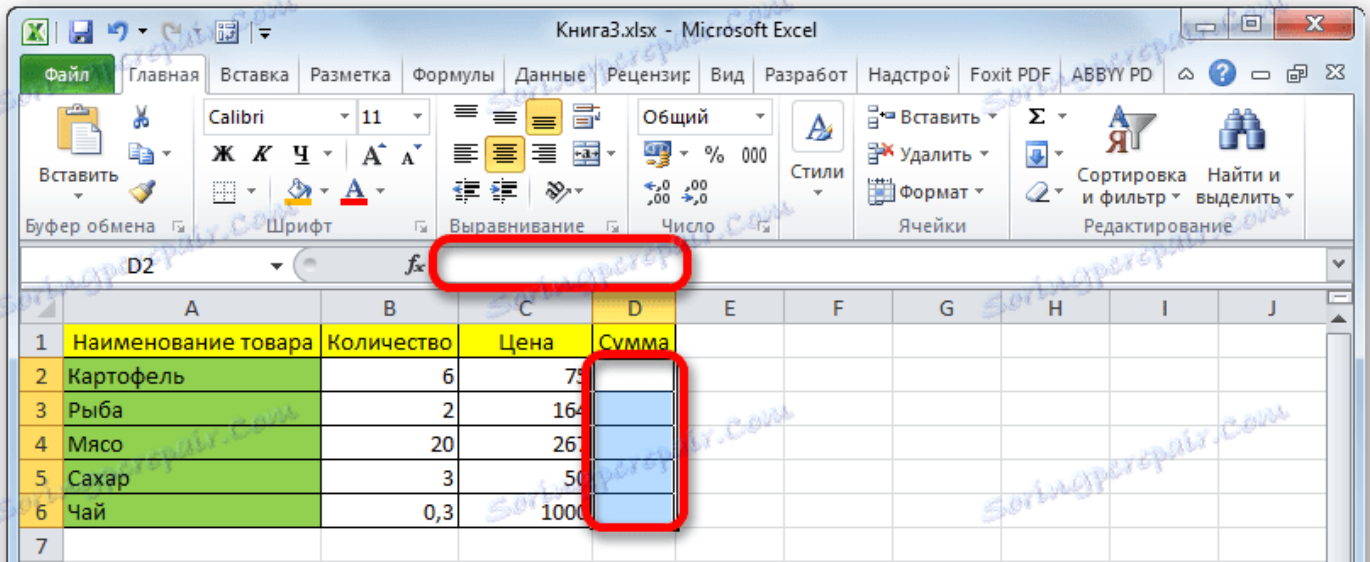 Книга3.xlsx - Microsoft Excel
Файл Главная Вставка Разметка Формулы Данные Рецензир Вид Разработ Надстрой Foxit PDF ABBYY PD
Calibri 11 Общий Вставить Σ
Вставить Ж К Ч А А % 000 Стили Удалить Сортировка и фильтр Найти и выделить
Формат
Буфер обмена Шрифт Выравнивание Число Ячейки Редактирование
D2 fx
A B C D E F G H I J
1 Наименование товара Количество Цена Сумма
2 Картофель 6 75
3 Рыба 2 164
4 Мясо 20 267
5 Сахар 3 50
6 Чай 0,3 1000
7
Soringpcrepair.Com